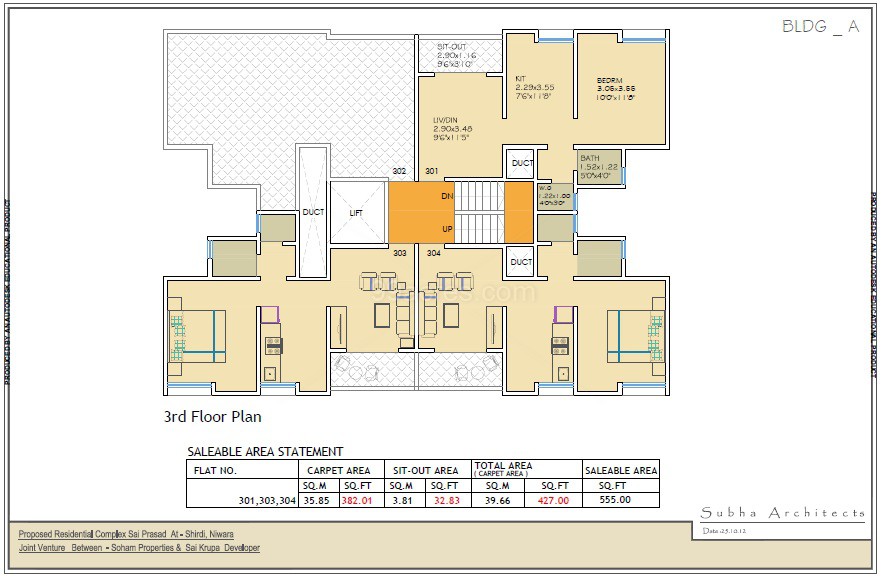 BLDG _ A
SIT-OUT
2.90x1.16
9'6"x3'10"
KIT
2.29x3.55
7'6"x11'8"
BEDRM
3.05x3.55
10'0"x11'8"
LIV/DIN
2.90x3.48
9'6"x11'5"
BATH
1.52x1.22
5'0"x4'0"
DUCT
302 301
W.C
1.22x1.00
4'0"x3'0"
DN
DUCT
LIFT
UP
303 304
DUCT
PRODUCED BY AN AUTODESK EDUCATIONAL PRODUCT
PRODUCED BY AN AUTODESK EDUCATIONAL PRODUCT
3rd Floor Plan
SALEABLE AREA STATEMENT
FLAT NO. CARPET AREA SIT-OUT AREA TOTAL AREA SALEABLE AREA
( CARPET AREA )
SQ.M SQ.FT SQ.M SQ.FT SQ.M SQ.FT SQ.FT
301,303,304 35.85 382.01 3.81 32.83 39.66 427.00 555.00
Subha Architects
Date :25.10.12
Proposed Residential Complex Sai Prasad At - Shirdi, Niwara
Joint Venture Between - Soham Properties & Sai Krupa Developer